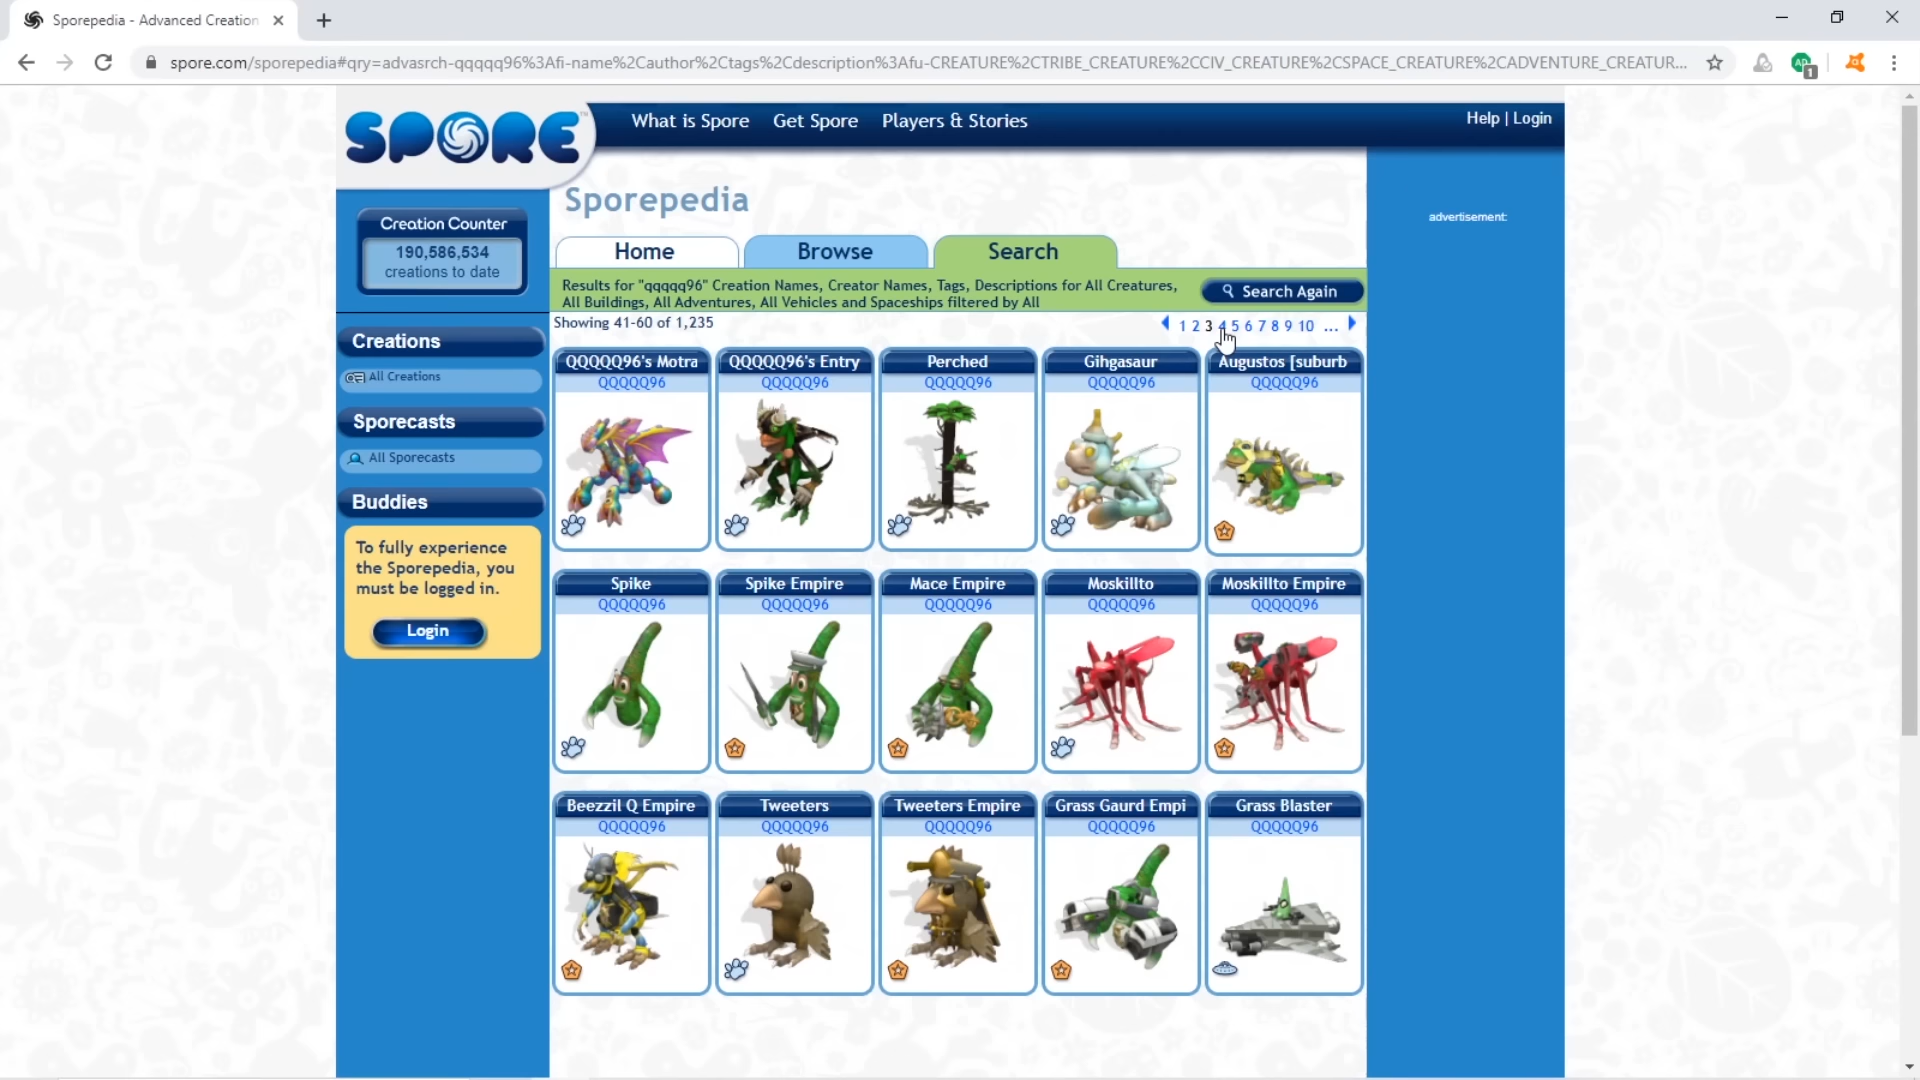 Sporepedia - Advanced Creation
spore.com/sporepedia#qry=advasrch-qqqqq96%3Afi-name%2Cauthor%2Ctags%2Cdescription%3Afu-CREATURE%2CTRIBE_CREATURE%2CCIV_CREATURE%2CSPACE_CREATURE%2CADVENTURE_CREATUR...
1
SPORE
What is Spore Get Spore Players & Stories
Help | Login
Sporepedia
advertisement:
Creation Counter
190,586,534
creations to date
Home Browse Search
Results for "qqqqq96" Creation Names, Creator Names, Tags, Descriptions for All Creatures,
All Buildings, All Adventures, All Vehicles and Spaceships filtered by All
Search Again
Showing 41-60 of 1,235
1 2 3 4 5 6 7 8 9 10 ...
Creations
All Creations
Sporecasts
All Sporecasts
Buddies
To fully experience
the Sporepedia, you
must be logged in.
Login
QQQQQ96's Motra QQQQQ96's Entry Perched Gihgasaur Augustos [suburb
QQQQQ96 QQQQQ96 QQQQQ96 QQQQQ96 QQQQQ96
Spike Spike Empire Mace Empire Moskillto Moskillto Empire
QQQQQ96 QQQQQ96 QQQQQ96 QQQQQ96 QQQQQ96
Beezzil Q Empire Tweeters Tweeters Empire Grass Gaurd Empi Grass Blaster
QQQQQ96 QQQQQ96 QQQQQ96 QQQQQ96 QQQQQ96